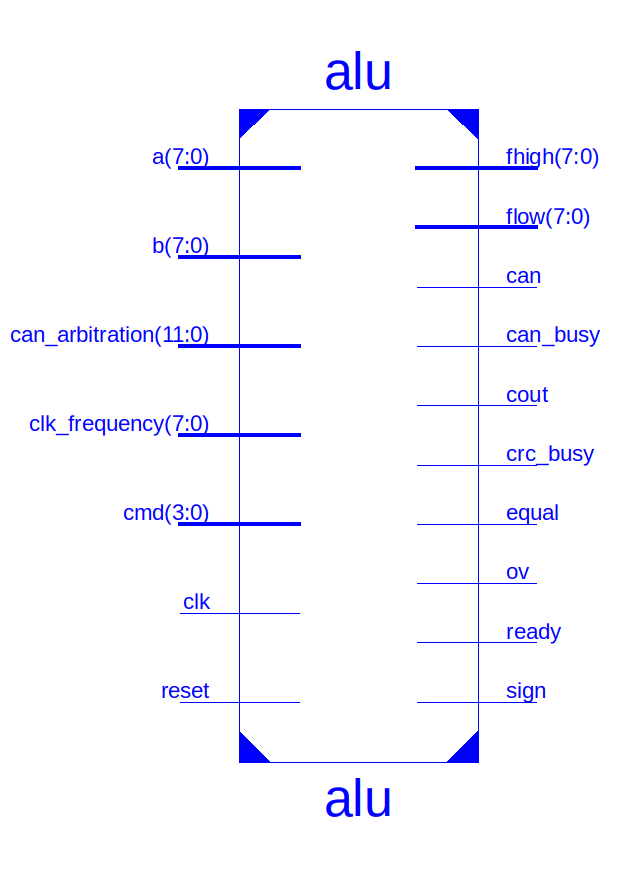 alu
a(7:0)
fhigh(7:0)
flow(7:0)
b(7:0)
can
can_arbitration(11:0)
can_busy
cout
clk_frequency(7:0)
crc_busy
cmd(3:0)
equal
ov
clk
ready
reset
sign
alu